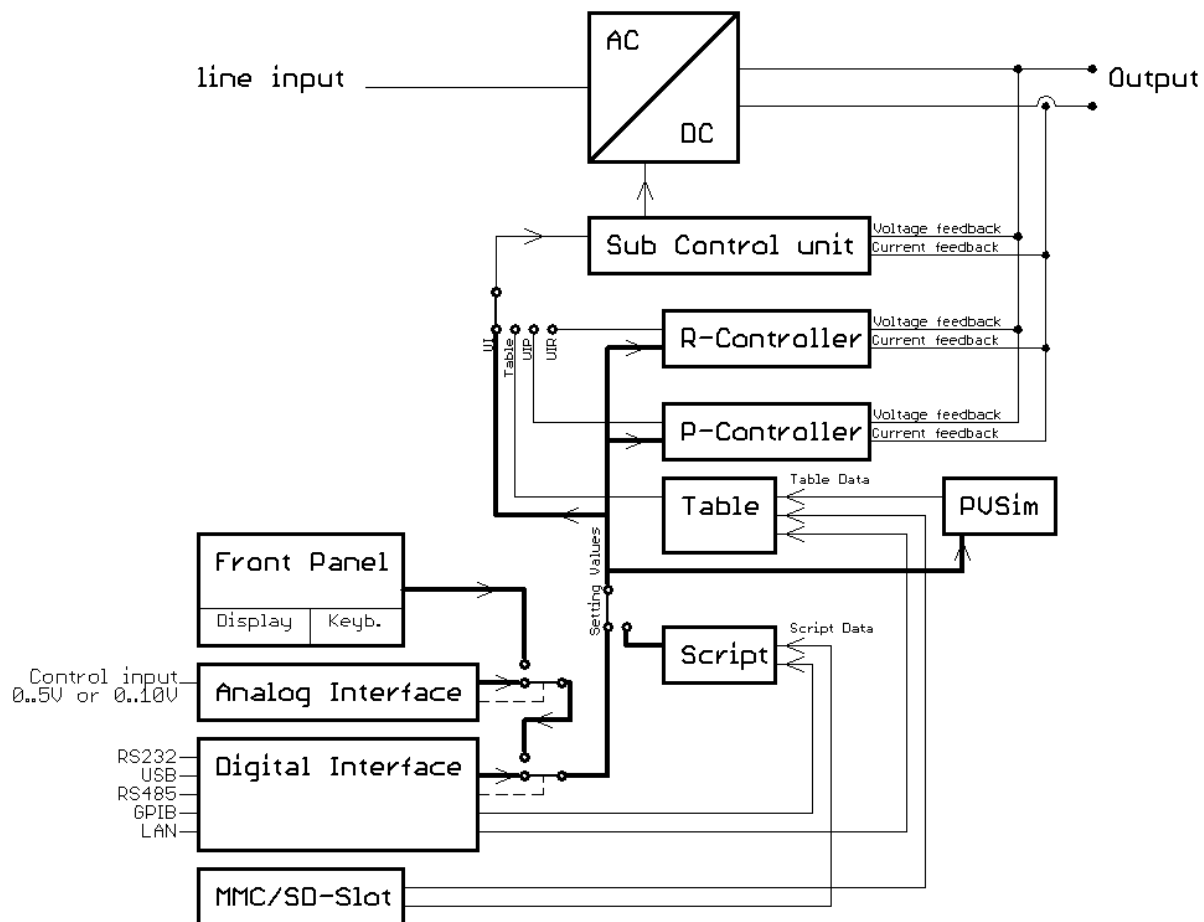 AC
line input
Output
DC
Sub Control unit
Voltage feedback
Current feedback
UI
Table
UIP
UIR
R-Controller
Voltage feedback
Current feedback
P-Controller
Voltage feedback
Current feedback
Table
Table Data
PVSim
Setting Values
Front Panel
Display
Keyb.
Script
Script Data
Control input
0..5V or 0..10V
Analog Interface
Digital Interface
RS232
USB
RS485
GPIB
LAN
MMC/SD-Slot